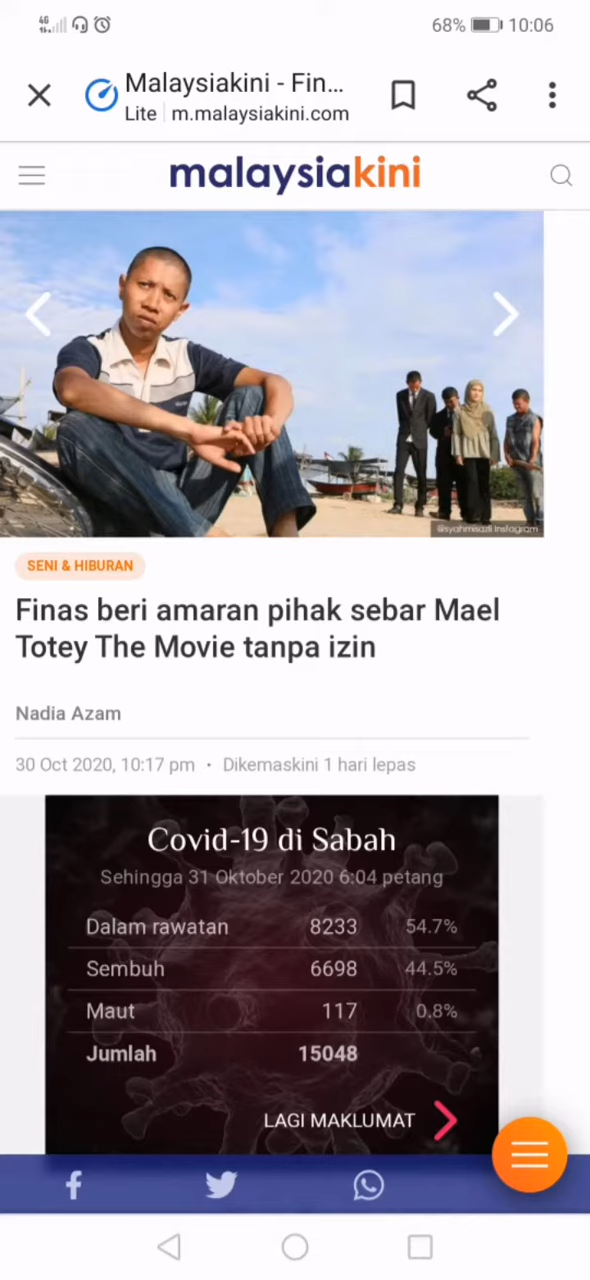 4G
68% 10:06
Malaysiakini - Fin...
Lite | m.malaysiakini.com
malaysiakini
@syahmisazli Instagram
SENI & HIBURAN
Finas beri amaran pihak sebar Mael
Totey The Movie tanpa izin
Nadia Azam
30 Oct 2020, 10:17 pm • Dikemaskini 1 hari lepas
Covid-19 di Sabah
Sehingga 31 Oktober 2020 6:04 petang
Dalam rawatan 8233 54.7%
Sembuh 6698 44.5%
Maut 117 0.8%
Jumlah 15048
LAGI MAKLUMAT